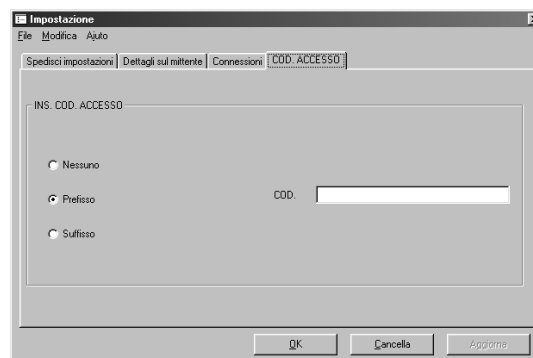 Impostazione
File Modifica Aiuto
Spedisci impostazioni Dettagli sul mittente Connessioni COD. ACCESSO
INS. COD. ACCESSO
Nessuno
Prefisso COD.
Suffisso
OK Cancella Aggiorna